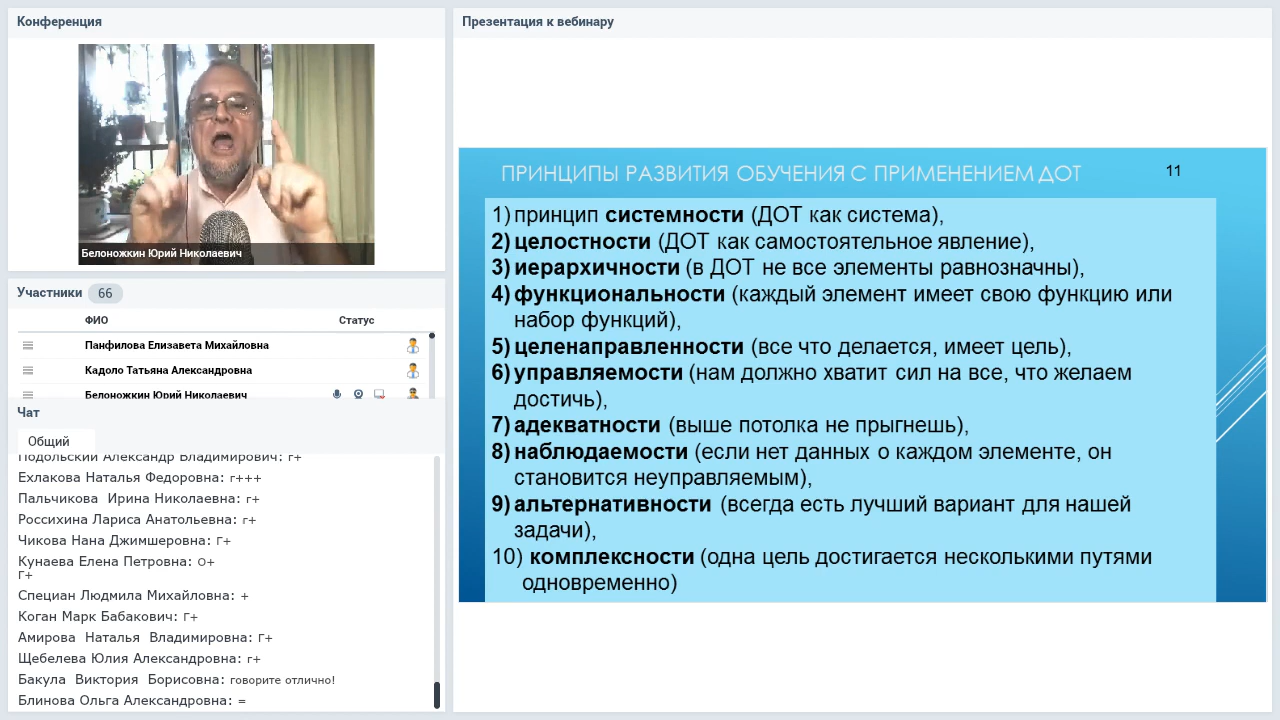 Конференция
Белоножкин Юрий Николаевич
Участники 66
ФИО Статус
Панфилова Елизавета Михайловна
Кадоло Татьяна Александровна
Белоножкин Юрий Николаевич
Чат
Общий
Подольский Александр Владимирович: г+
Ехлакова Наталья Федоровна: г+++
Пальчикова Ирина Николаевна: г+
Россихина Лариса Анатольевна: г+
Чикова Нана Джимшеровна: Г+
Кунаева Елена Петровна: О+
Г+
Специан Людмила Михайловна: +
Коган Марк Бабакович: Г+
Амирова Наталья Владимировна: Г+
Щебелева Юлия Александровна: г+
Бакула Виктория Борисовна: говорите отлично!
Блинова Ольга Александровна: =
Презентация к вебинару
ПРИНЦИПЫ РАЗВИТИЯ ОБУЧЕНИЯ С ПРИМЕНЕНИЕМ ДОТ 11
1) принцип системности (ДОТ как система),
2) целостности (ДОТ как самостоятельное явление),
3) иерархичности (в ДОТ не все элементы равнозначны),
4) функциональности (каждый элемент имеет свою функцию или
набор функций),
5) целенаправленности (все что делается, имеет цель),
6) управляемости (нам должно хватит сил на все, что желаем
достичь),
7) адекватности (выше потолка не прыгнешь),
8) наблюдаемости (если нет данных о каждом элементе, он
становится неуправляемым),
9) альтернативности (всегда есть лучший вариант для нашей
задачи),
10) комплексности (одна цель достигается несколькими путями
одновременно)